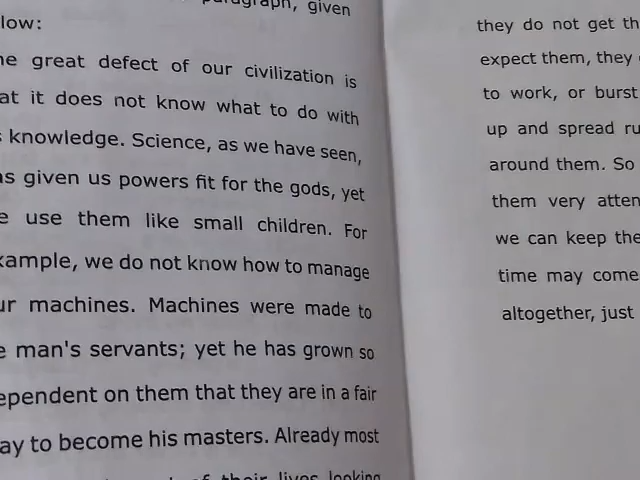 paragraph, given
low:
he great defect of our civilization is
at it does not know what to do with
s knowledge. Science, as we have seen,
as given us powers fit for the gods, yet
e use them like small children. For
xample, we do not know how to manage
ur machines. Machines were made to
e man's servants; yet he has grown so
ependent on them that they are in a fair
ay to become his masters. Already most
of their lives looking
they do not get th
expect them, they
to work, or burst
up and spread ru
around them. So
them very atten
we can keep the
time may come
altogether, just